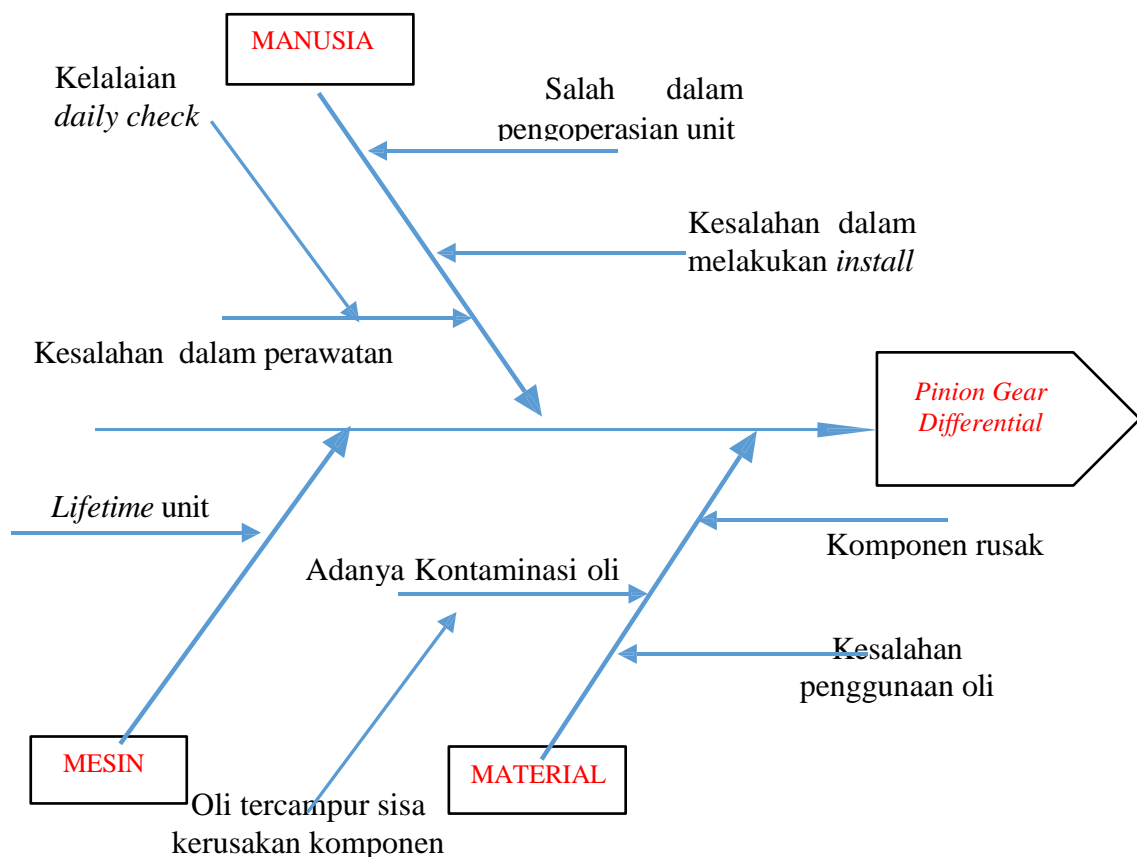 MANUSIA
Kelalaian
daily check
Salah dalam
pengoperasian unit
Kesalahan dalam
melakukan install
Kesalahan dalam perawatan
Pinion Gear
Differential
Lifetime unit
Adanya Kontaminasi oli
Komponen rusak
Kesalahan
penggunaan oli
MESIN
MATERIAL
Oli tercampur sisa
kerusakan komponen